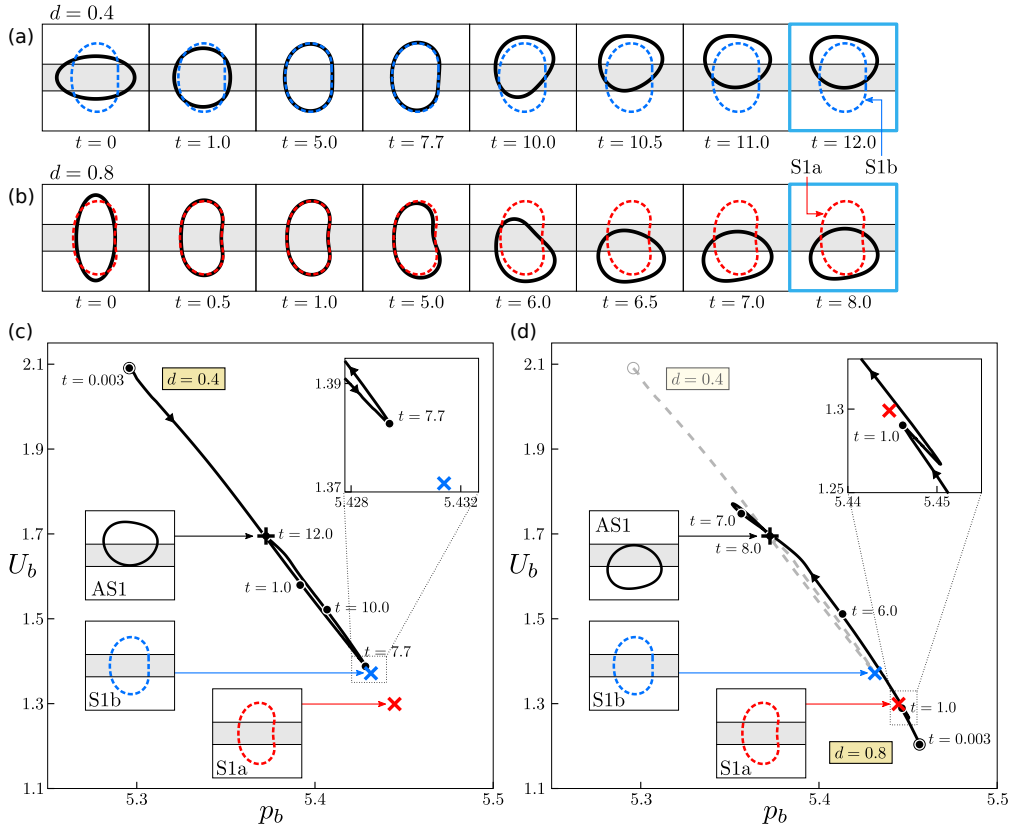 d = 0.4
(a)
t = 0 t = 1.0 t = 5.0 t = 7.7 t = 10.0 t = 10.5 t = 11.0 t = 12.0
d = 0.8 S1a S1b
(b)
t = 0 t = 0.5 t = 1.0 t = 5.0 t = 6.0 t = 6.5 t = 7.0 t = 8.0
(c)
2.1
1.9
1.7
1.5
1.3
1.1
U_b
5.3 5.4 5.5
p_b
t = 0.003
d = 0.4
1.39
1.37
5.428 5.432
t = 7.7
t = 12.0
t = 1.0
t = 10.0
t = 7.7
AS1
S1b
S1a
(d)
2.1
1.9
1.7
1.5
1.3
1.1
U_b
5.3 5.4 5.5
p_b
d = 0.4
1.3
1.25
5.44 5.45
t = 1.0
t = 7.0
t = 8.0
t = 6.0
t = 1.0
t = 0.003
d = 0.8
AS1
S1b
S1a